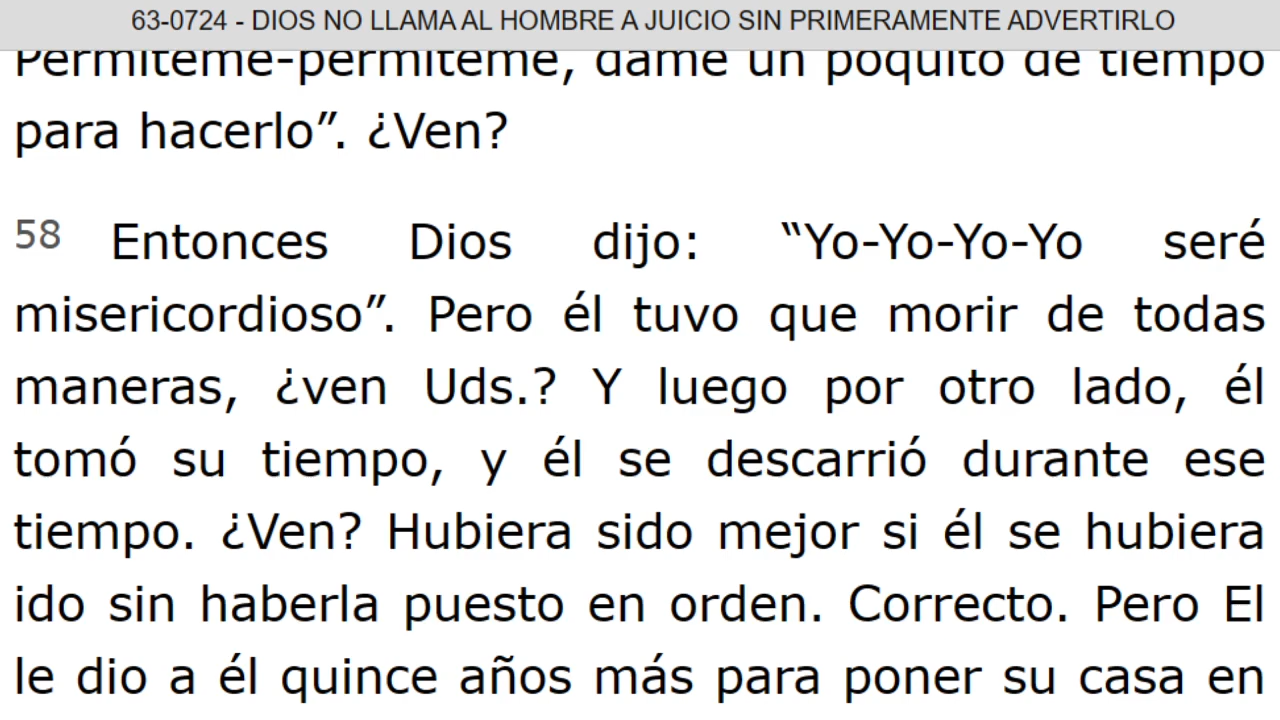 63-0724 - DIOS NO LLAMA AL HOMBRE A JUICIO SIN PRIMERAMENTE ADVERTIRLO
Permíteme-permíteme, dame un poquito de tiempo
para hacerlo”. ¿Ven?
58 Entonces Dios dijo: “Yo-Yo-Yo-Yo seré
misericordioso”. Pero él tuvo que morir de todas
maneras, ¿ven Uds.? Y luego por otro lado, él
tomó su tiempo, y él se descarrió durante ese
tiempo. ¿Ven? Hubiera sido mejor si él se hubiera
ido sin haberla puesto en orden. Correcto. Pero El
le dio a él quince años más para poner su casa en